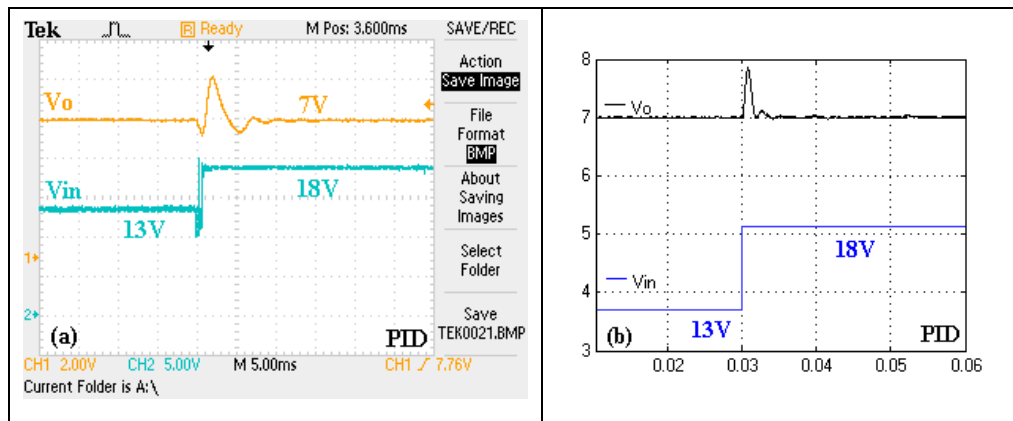 Tek R Ready M Pos: 3.600ms SAVE/REC
Action
Save Image
File
Format
BMP
About
Saving
Images
Select
Folder
Save
TEK0021.BMP
Vo 7V
Vin 18V
13V
1
2
(a) PID
CH1 2.00V CH2 5.00V M 5.00ms CH1 7.76V
Current Folder is A:\
8
7
6
5
4
3
Vo
18V
Vin
13V
(b) PID
0.02 0.03 0.04 0.05 0.06